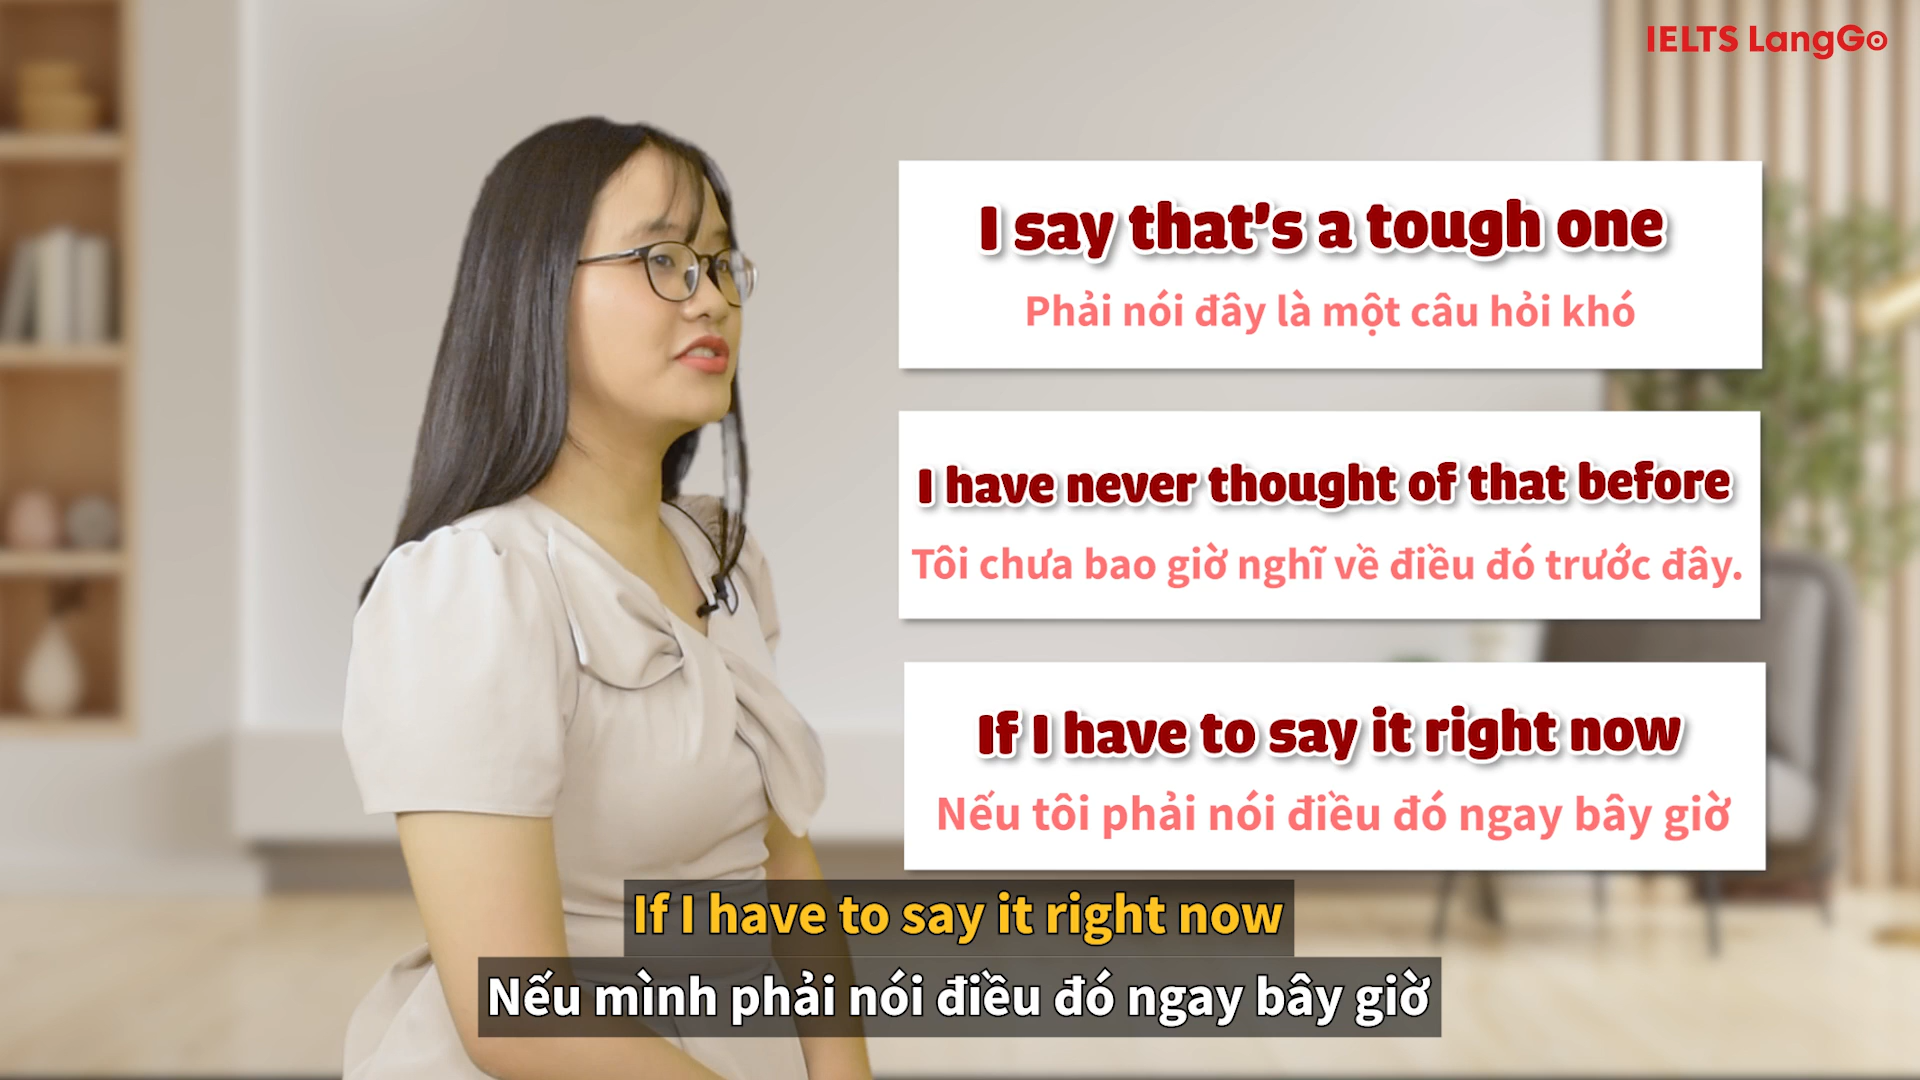 IELTS LangGo
I say that's a tough one
Phải nói đây là một câu hỏi khó
I have never thought of that before
Tôi chưa bao giờ nghĩ về điều đó trước đây.
If I have to say it right now
Nếu tôi phải nói điều đó ngay bây giờ
If I have to say it right now
Nếu mình phải nói điều đó ngay bây giờ